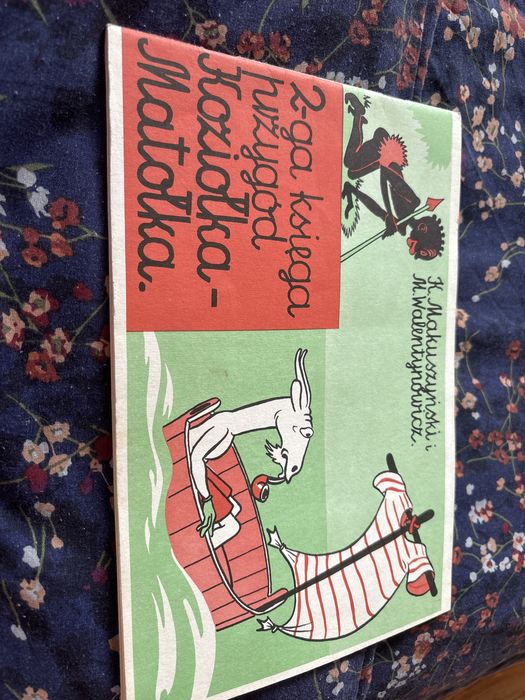 2-ga księga
przygód
Koziołka-
Matołka.
K. Makuszyński i
M. Walentynowicz.